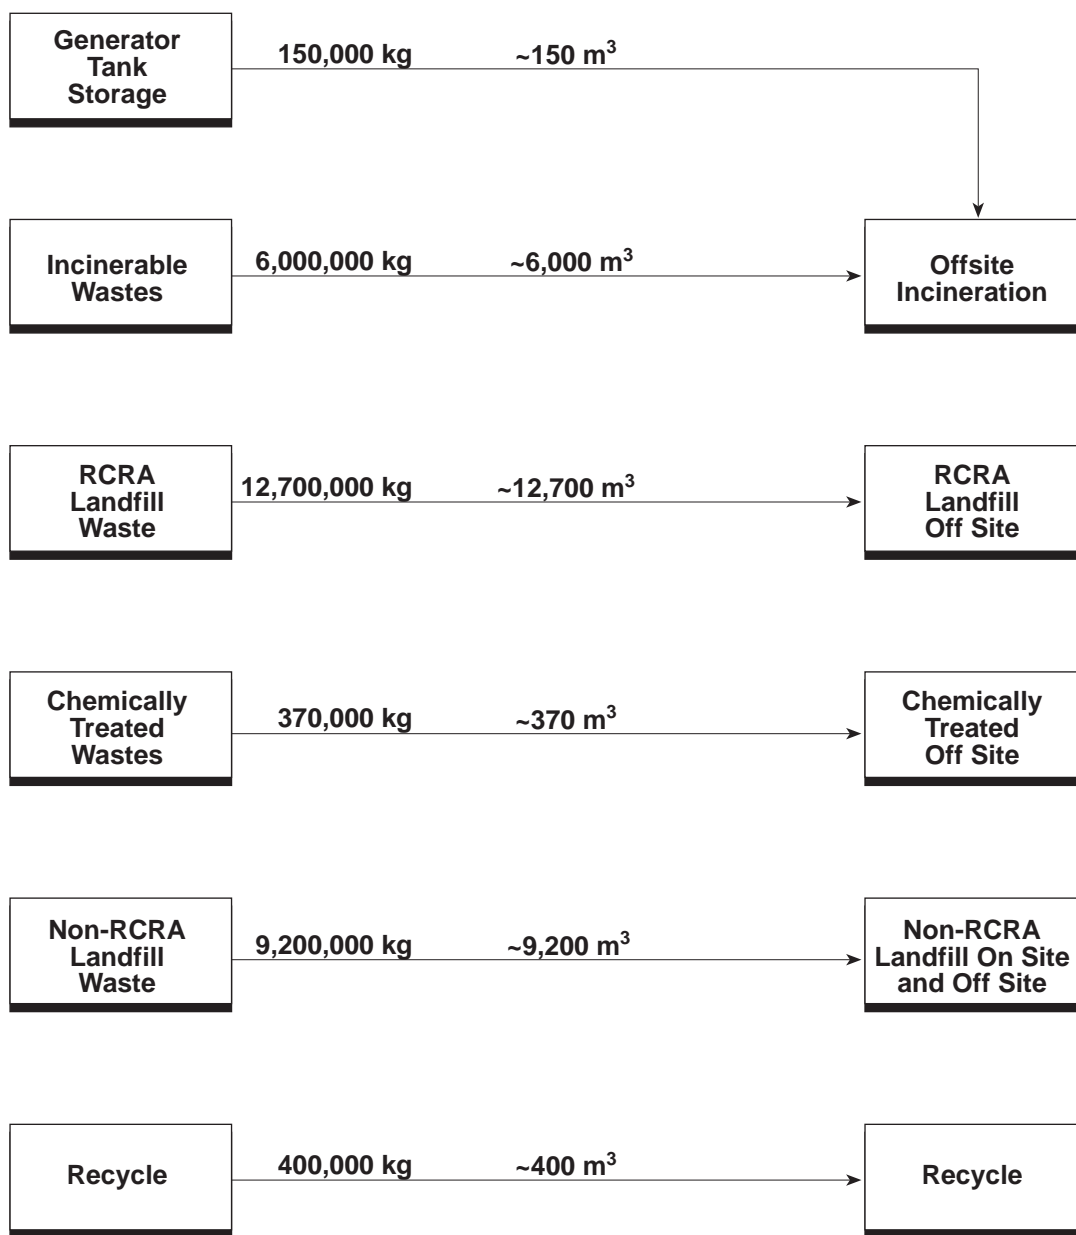 Generator
Tank
Storage
150,000 kg ~150 m³
Incinerable
Wastes
6,000,000 kg ~6,000 m³
Offsite
Incineration
RCRA
Landfill
Waste
12,700,000 kg ~12,700 m³
RCRA
Landfill
Off Site
Chemically
Treated
Wastes
370,000 kg ~370 m³
Chemically
Treated
Off Site
Non-RCRA
Landfill
Waste
9,200,000 kg ~9,200 m³
Non-RCRA
Landfill On Site
and Off Site
Recycle
400,000 kg ~400 m³
Recycle